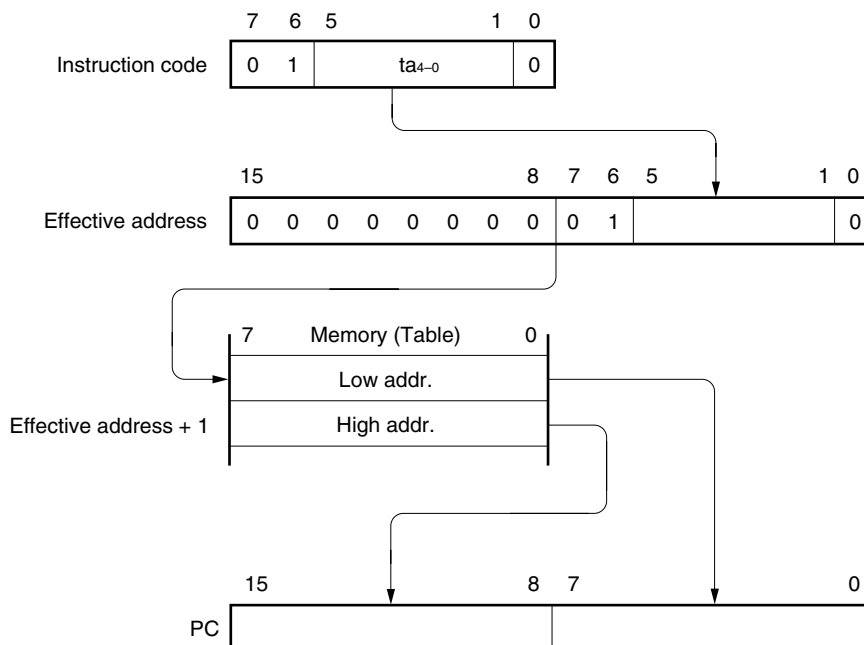 7 6 5 1 0
Instruction code 0 1 ta4–0 0
15 8 7 6 5 1 0
Effective address 0 0 0 0 0 0 0 0 0 1 0
7 Memory (Table) 0
Low addr.
Effective address + 1 High addr.
15 8 7 0
PC